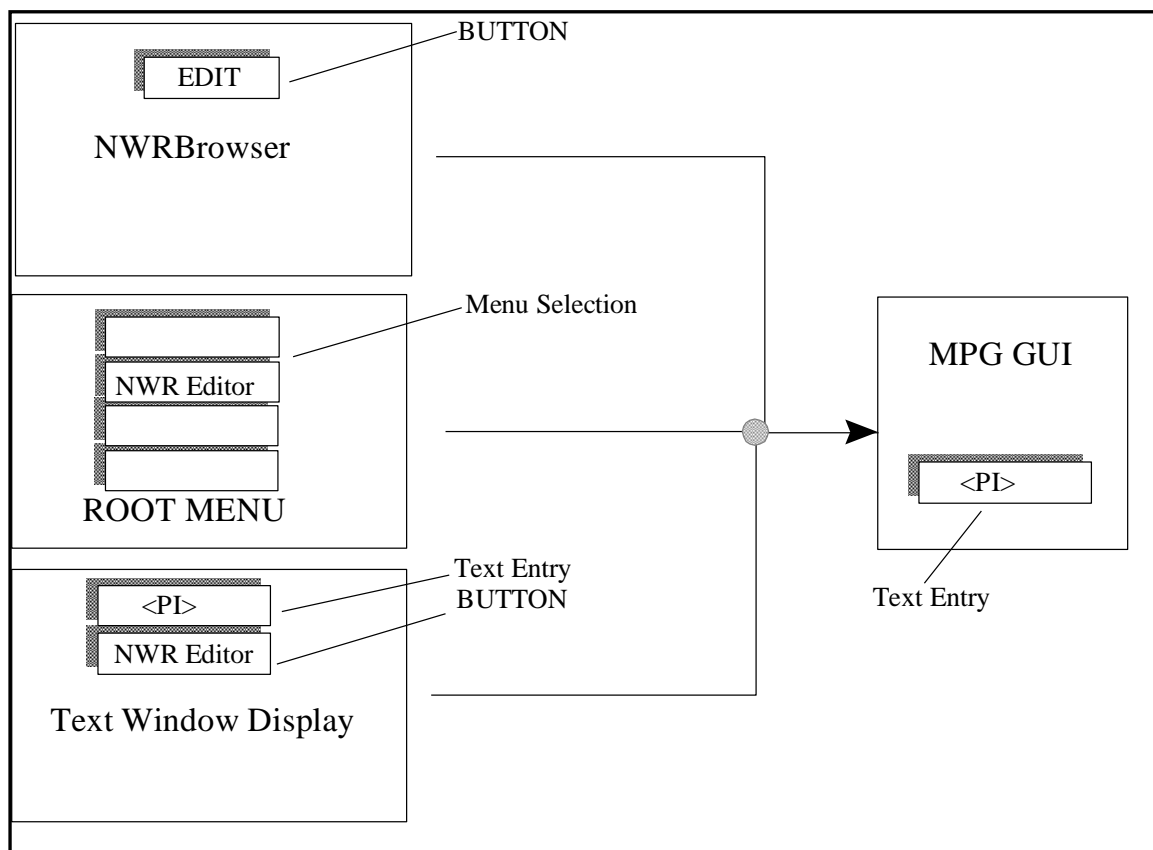 BUTTON
EDIT
NWRBrowser
Menu Selection
NWR Editor
ROOT MENU
MPG GUI
<PI>
Text Entry
Text Entry
BUTTON
<PI>
NWR Editor
Text Window Display